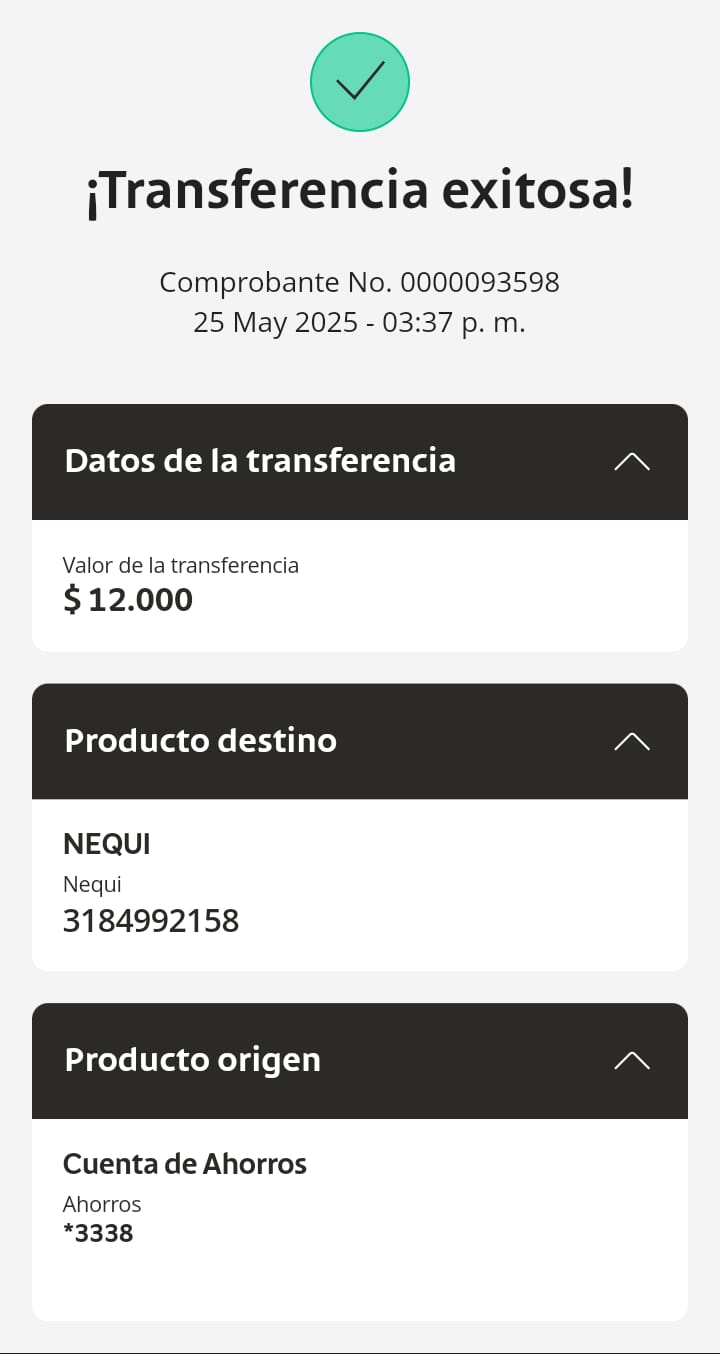 ¡Transferencia exitosa!
Comprobante No. 0000093598
25 May 2025 - 03:37 p. m.
Datos de la transferencia
Valor de la transferencia
$ 12.000
Producto destino
NEQUI
Nequi
3184992158
Producto origen
Cuenta de Ahorros
Ahorros
*3338